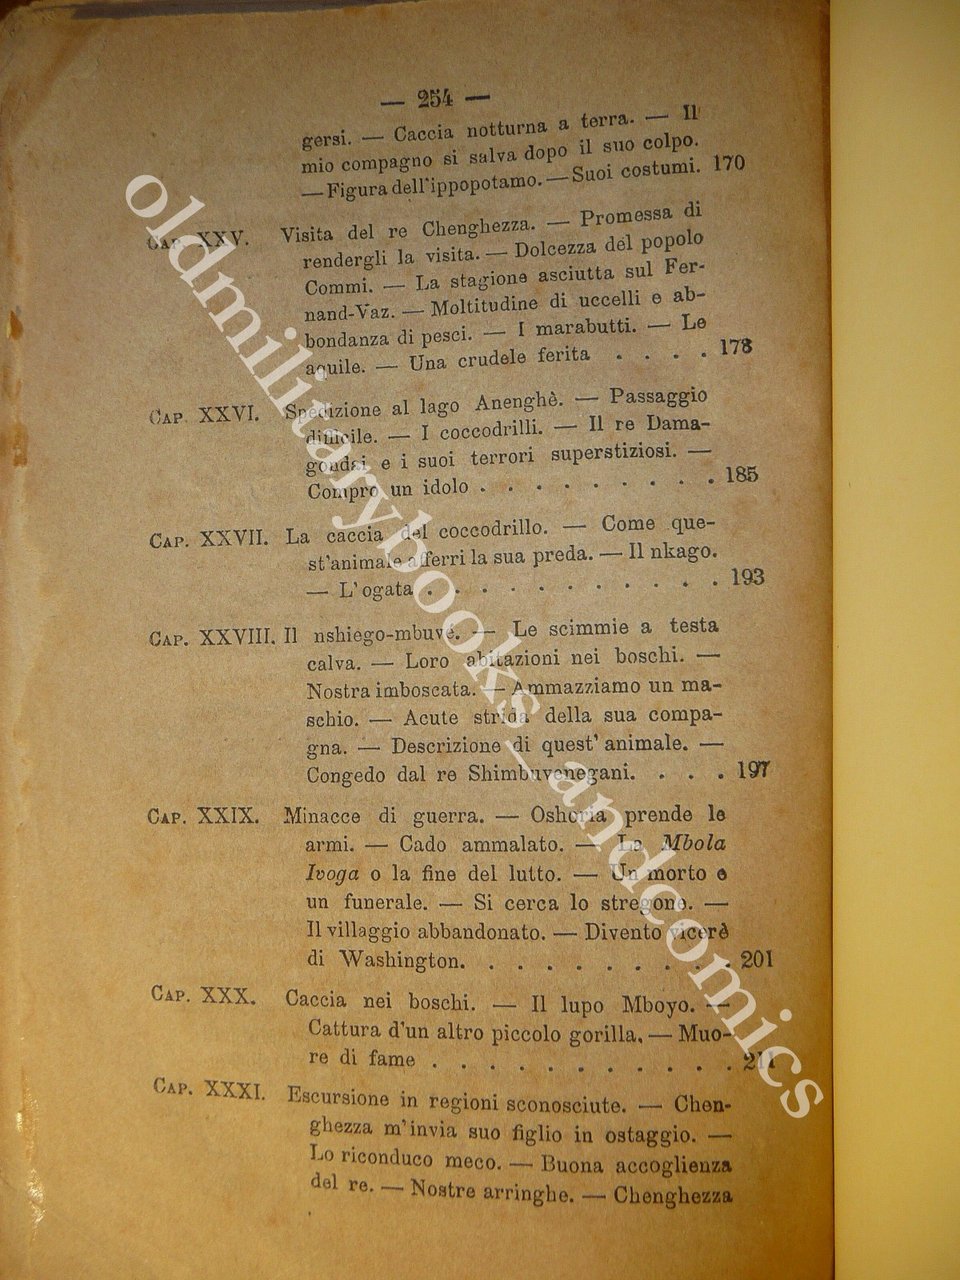 — 254 —
gersi. — Caccia notturna a terra. — Il
mio compagno si salva dopo il suo colpo.
— Figura dell'ippopotamo. — Suoi costumi. 170
CAP. XXV. Visita del re Chenghezza. — Promessa di
rendergli la visita. — Dolcezza del popolo
Commi. — La stagione asciutta sul Fer-
nand-Vaz. — Moltitudine di uccelli e ab-
bondanza di pesci. — I marabutti. — Le
aquile. — Una crudele ferita . . . . 178
CAP. XXVI. Spedizione al lago Anenghè. — Passaggio
difficile. — I coccodrilli. — Il re Dama-
gondai e i suoi terrori superstiziosi. —
Compro un idolo . . . . . . . . . 185
CAP. XXVII. La caccia del coccodrillo. — Come que-
st'animale afferri la sua preda. — Il nkago.
— L'ogata . . . . . . . . . . . 193
CAP. XXVIII. Il nshiego-mbuvé. — Le scimmie a testa
calva. — Loro abitazioni nei boschi. —
Nostra imboscata. — Ammazziamo un ma-
schio. — Acute strida della sua compa-
gna. — Descrizione di quest' animale. —
Congedo dal re Shimbuvenegani. . . . . 197
CAP. XXIX. Minacce di guerra. — Oshoria prende le
armi. — Cado ammalato. — La Mbola
Ivoga o la fine del lutto. — Un morto e
un funerale. — Si cerca lo stregone. —
Il villaggio abbandonato. — Divento vicerè
di Washington. . . . . . . . . . 201
CAP. XXX. Caccia nei boschi. — Il lupo Mboyo. —
Cattura d'un altro piccolo gorilla. — Muo-
re di fame . . . . . . . . . . . 211
CAP. XXXI. Escursione in regioni sconosciute. — Chen-
ghezza m'invia suo figlio in ostaggio. —
Lo riconduco meco. — Buona accoglienza
del re. — Nostre arringhe. — Chenghezza
oldmilitarybooks_andcomics